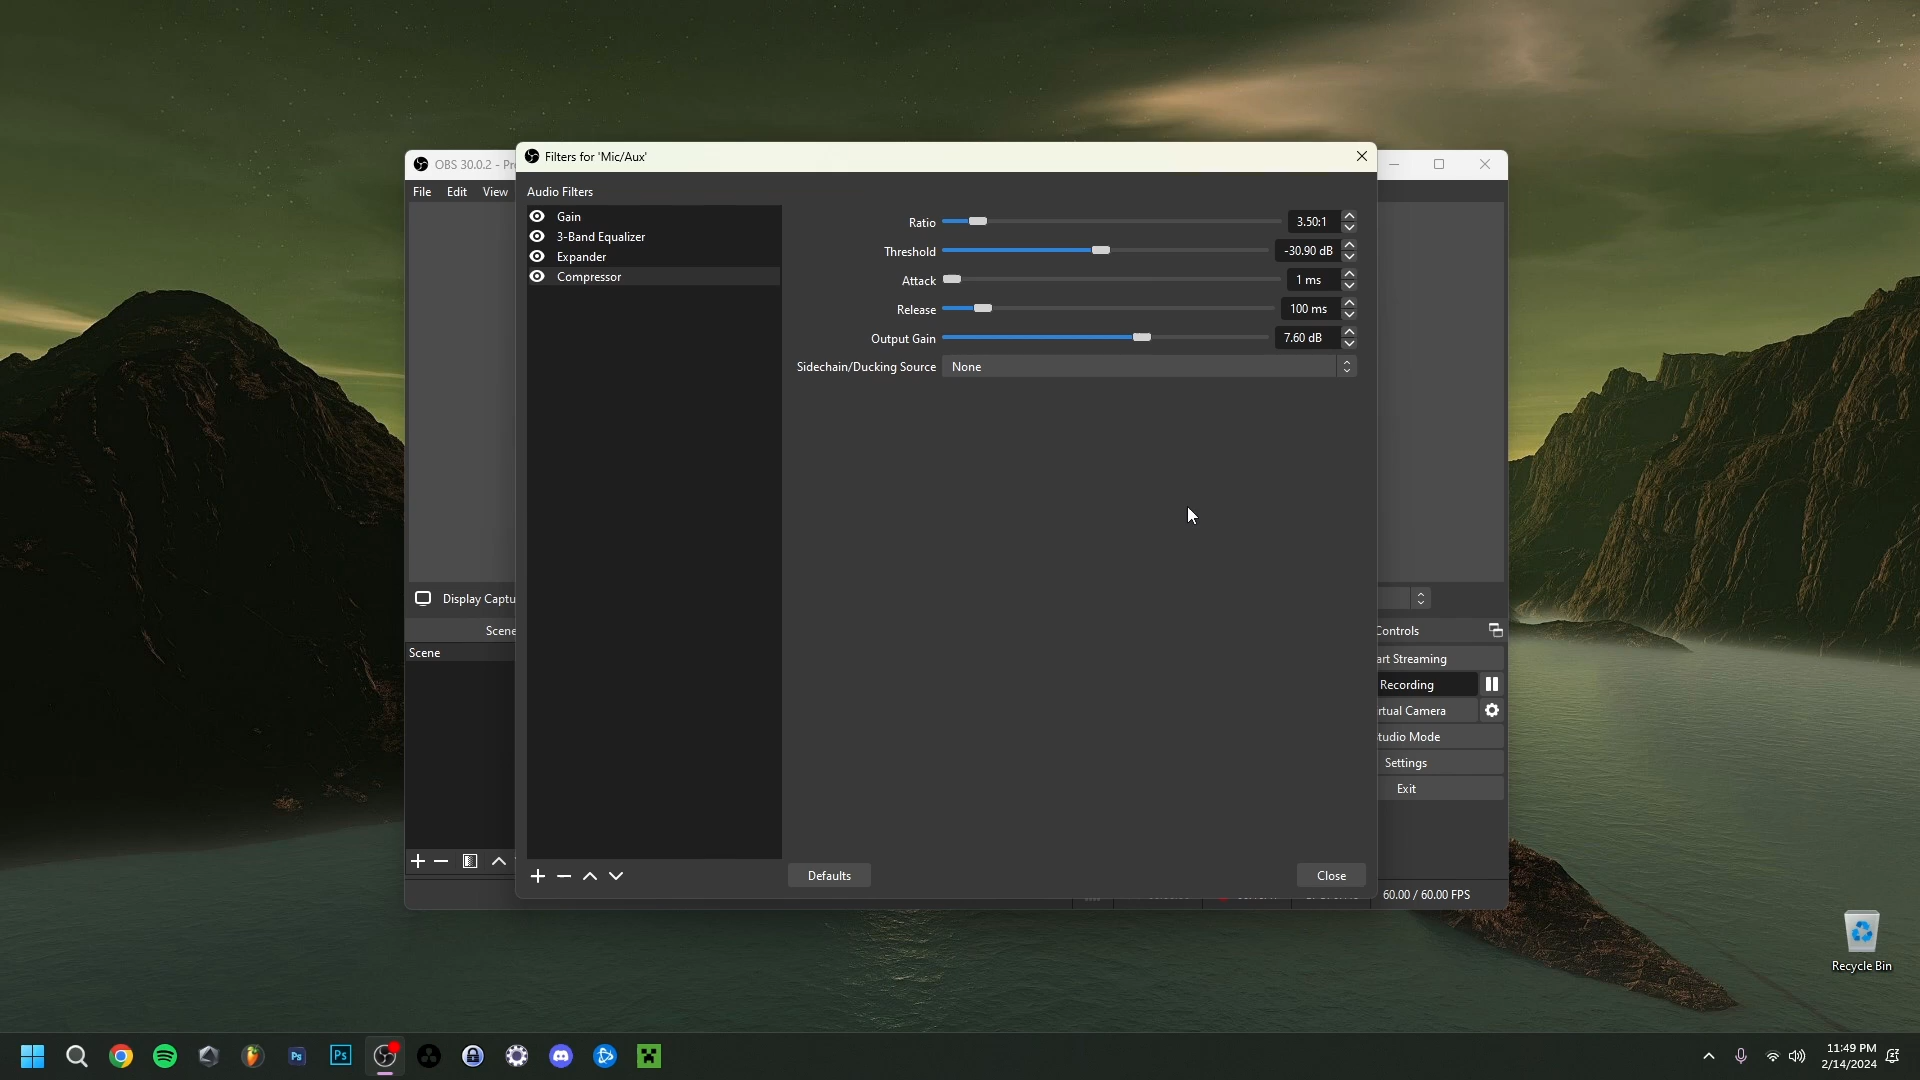 OBS 30.0.2 - Pr
Filters for 'Mic/Aux'
File Edit View
Audio Filters
Gain
3-Band Equalizer
Expander
Compressor
Ratio 3.50:1
Threshold -30.90 dB
Attack 1 ms
Release 100 ms
Output Gain 7.60 dB
Sidechain/Ducking Source None
Display Captu
Scene
Scene
Controls
art Streaming
Recording
rtual Camera
Studio Mode
Settings
Exit
Defaults
Close
60.00 / 60.00 FPS
Recycle Bin
Ps
Ps
11:49 PM
2/14/2024